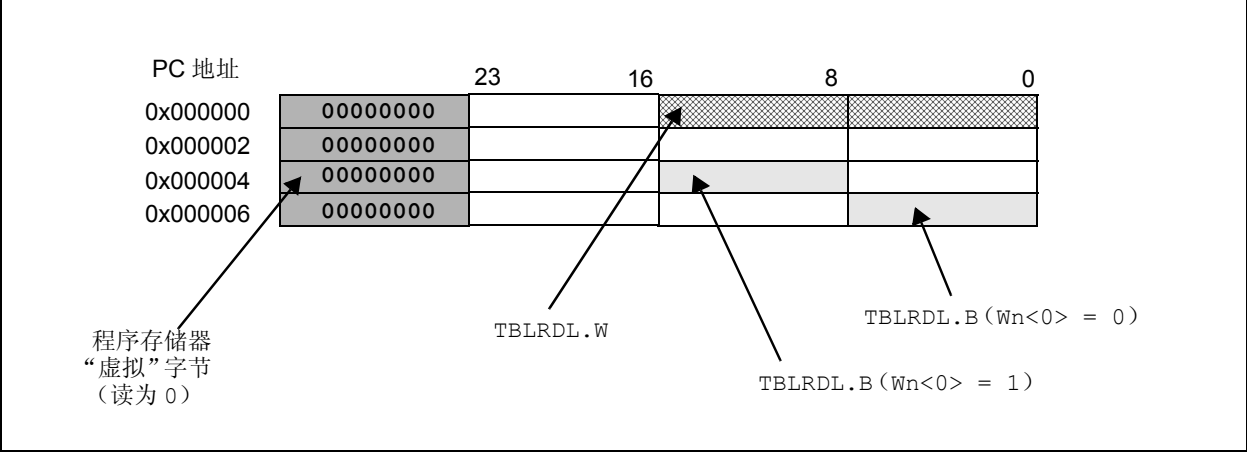 PC 地址
23 16 8 0
0x000000 00000000
0x000002 00000000
0x000004 00000000
0x000006 00000000
程序存储器
“虚拟”字节
（读为 0）
TBLRDL.W
TBLRDL.B（Wn<0> = 0）
TBLRDL.B（Wn<0> = 1）